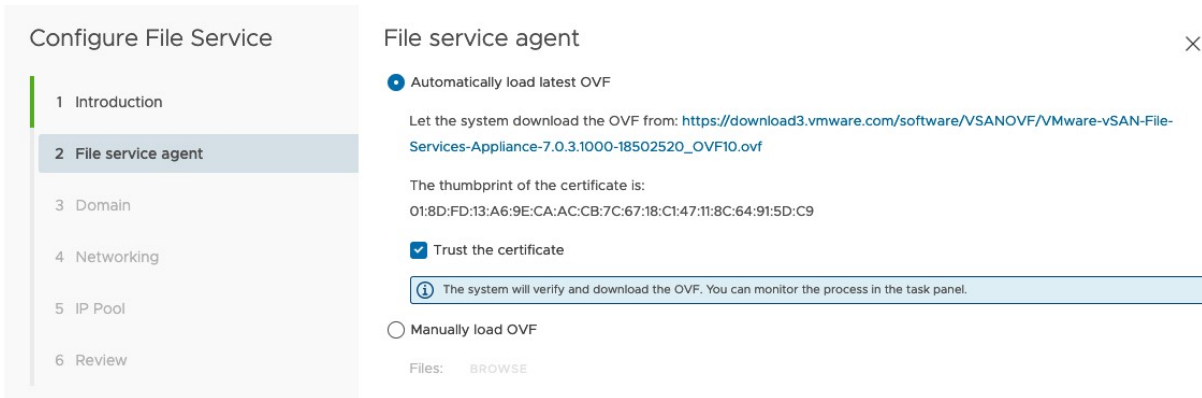 Configure File Service
1 Introduction
2 File service agent
3 Domain
4 Networking
5 IP Pool
6 Review
File service agent
Automatically load latest OVF
Let the system download the OVF from: https://download3.vmware.com/software/VSANOVF/VMware-vSAN-File-
Services-Appliance-7.0.3.1000-18502520_OVF10.ovf
The thumbprint of the certificate is:
01:8D:FD:13:A6:9E:CA:AC:CB:7C:67:18:C1:47:11:8C:64:91:5D:C9
Trust the certificate
The system will verify and download the OVF. You can monitor the process in the task panel.
Manually load OVF
Files: BROWSE